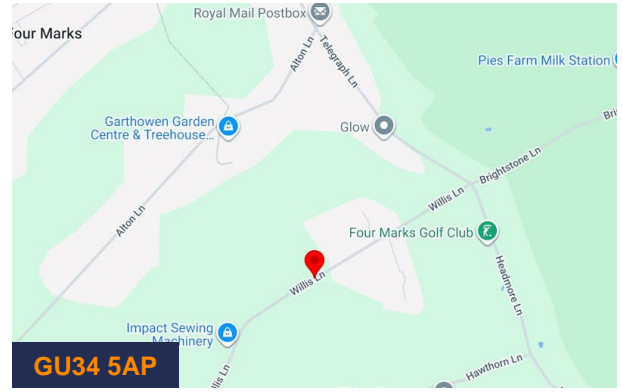 Royal Mail Postbox
our Marks
Alton Ln
Telegraph Ln
Pies Farm Milk Station
Garthowen Garden
Centre & Treehouse...
Glow
Bri
Brightstone Ln
Willis Ln
Alton Ln
Four Marks Golf Club
Headmore Ln
Willis Ln
Impact Sewing
Machinery
Hawthorn Ln
GU34 5AP